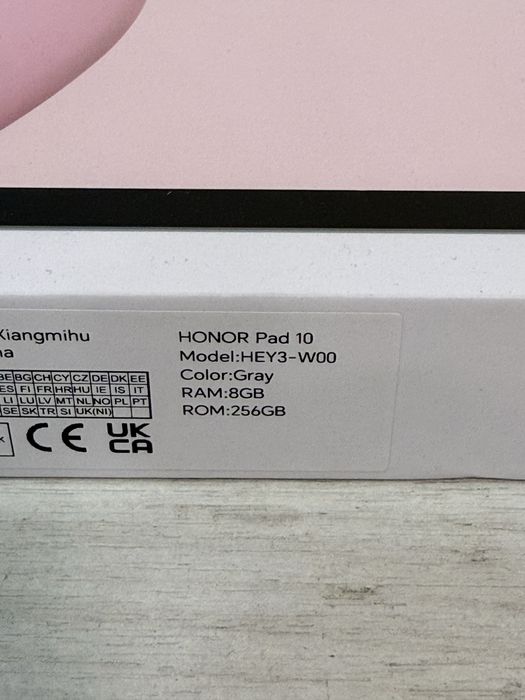 Xiangmihu
na
BE BG CH CY CZ DE DK EE
ES FI FR HR HU IE IS IT
LI LU LV MT NL NO PL PT
SE SK TR SI UK(NI)
CE
UK CA
HONOR Pad 10
Model:HEY3-W00
Color:Gray
RAM:8GB
ROM:256GB